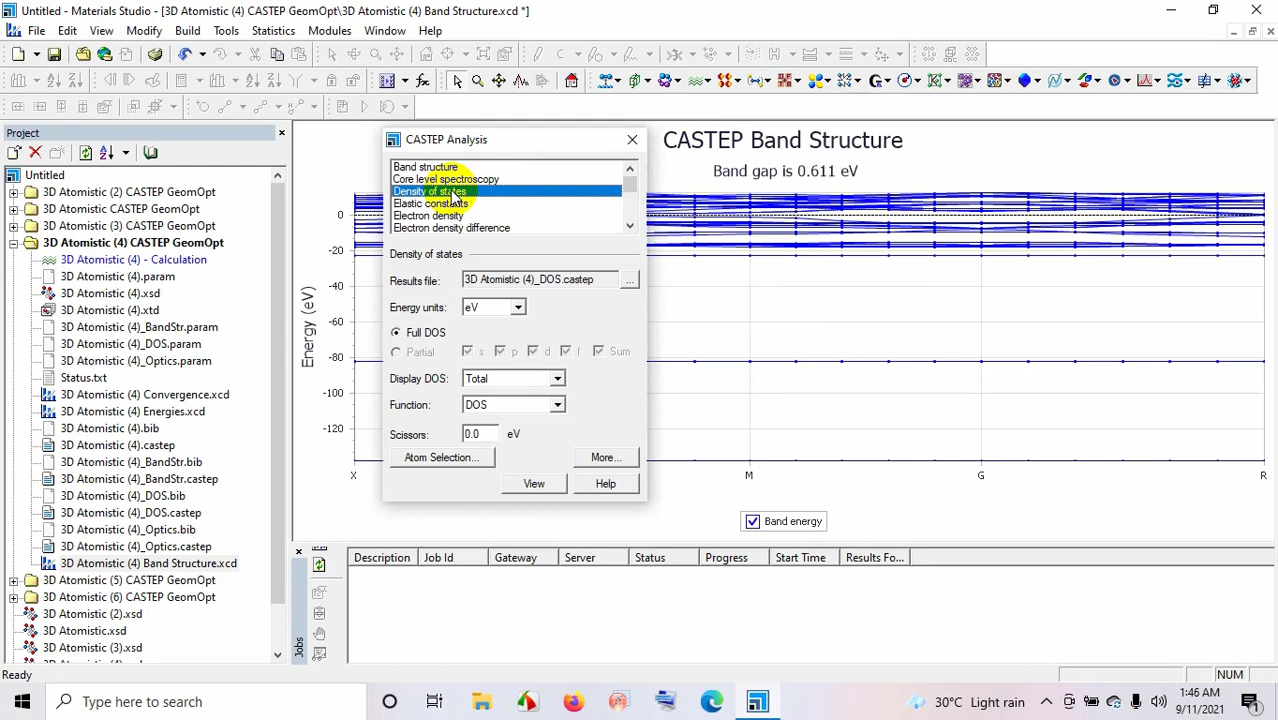 Untitled - Materials Studio - [3D Atomistic (4) CASTEP GeomOpt\3D Atomistic (4) Band Structure.xcd *]
File Edit View Modify Build Tools Statistics Modules Window Help
Project
Untitled
3D Atomistic (2) CASTEP GeomOpt
3D Atomistic CASTEP GeomOpt
3D Atomistic (3) CASTEP GeomOpt
3D Atomistic (4) CASTEP GeomOpt
3D Atomistic (4) - Calculation
3D Atomistic (4).param
3D Atomistic (4).xsd
3D Atomistic (4).xtd
3D Atomistic (4)_BandStr.param
3D Atomistic (4)_DOS.param
3D Atomistic (4)_Optics.param
Status.txt
3D Atomistic (4) Convergence.xcd
3D Atomistic (4) Energies.xcd
3D Atomistic (4).bib
3D Atomistic (4).castep
3D Atomistic (4)_BandStr.bib
3D Atomistic (4)_BandStr.castep
3D Atomistic (4)_DOS.bib
3D Atomistic (4)_DOS.castep
3D Atomistic (4)_Optics.bib
3D Atomistic (4)_Optics.castep
3D Atomistic (4) Band Structure.xcd
3D Atomistic (5) CASTEP GeomOpt
3D Atomistic (6) CASTEP GeomOpt
3D Atomistic (2).xsd
3D Atomistic.xsd
3D Atomistic (3).xsd
CASTEP Analysis
Band structure
Core level spectroscopy
Density of states
Elastic constants
Electron density
Electron density difference
Density of states
Results file: 3D Atomistic (4)_DOS.castep ...
Energy units: eV
Full DOS
Partial s p d f Sum
Display DOS: Total
Function: DOS
Scissors: 0.0 eV
Atom Selection... More...
View Help
CASTEP Band Structure
Band gap is 0.611 eV
Energy (eV)
0
-20
-40
-60
-80
-100
-120
X M G R
Band energy
Description Job Id Gateway Server Status Progress Start Time Results Fo...
Jobs
Ready
NUM
Type here to search
30°C Light rain
1:46 AM
9/11/2021